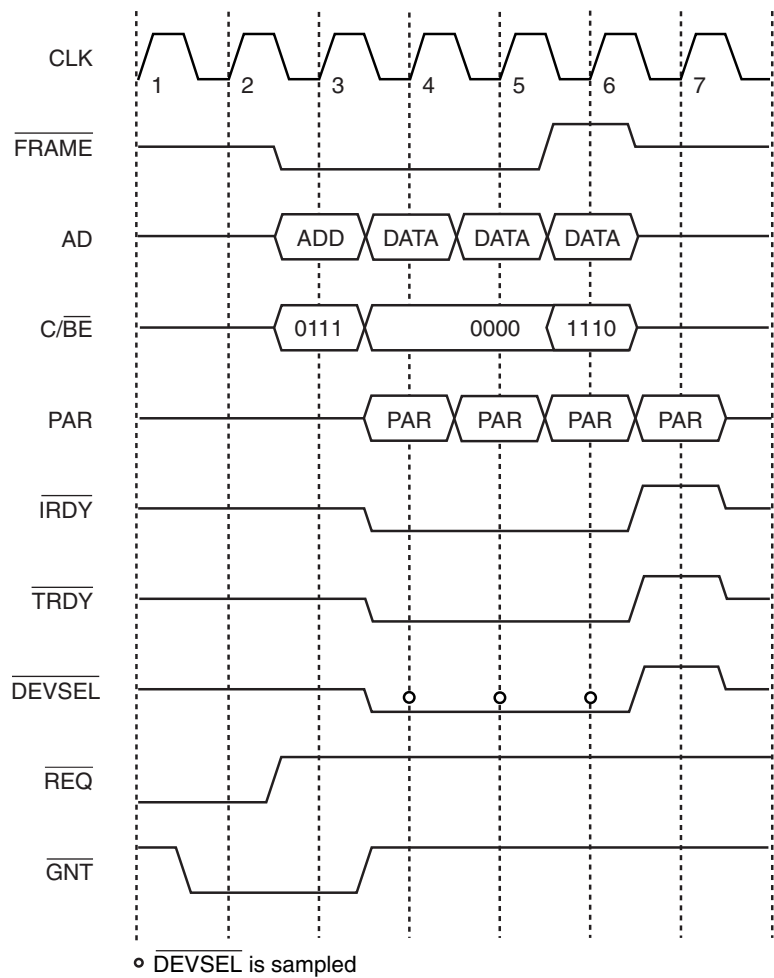 CLK
1 2 3 4 5 6 7
FRAME
AD ADD DATA DATA DATA
C/BE 0111 0000 1110
PAR PAR PAR PAR PAR
IRDY
TRDY
DEVSEL
REQ
GNT
DEVSEL is sampled